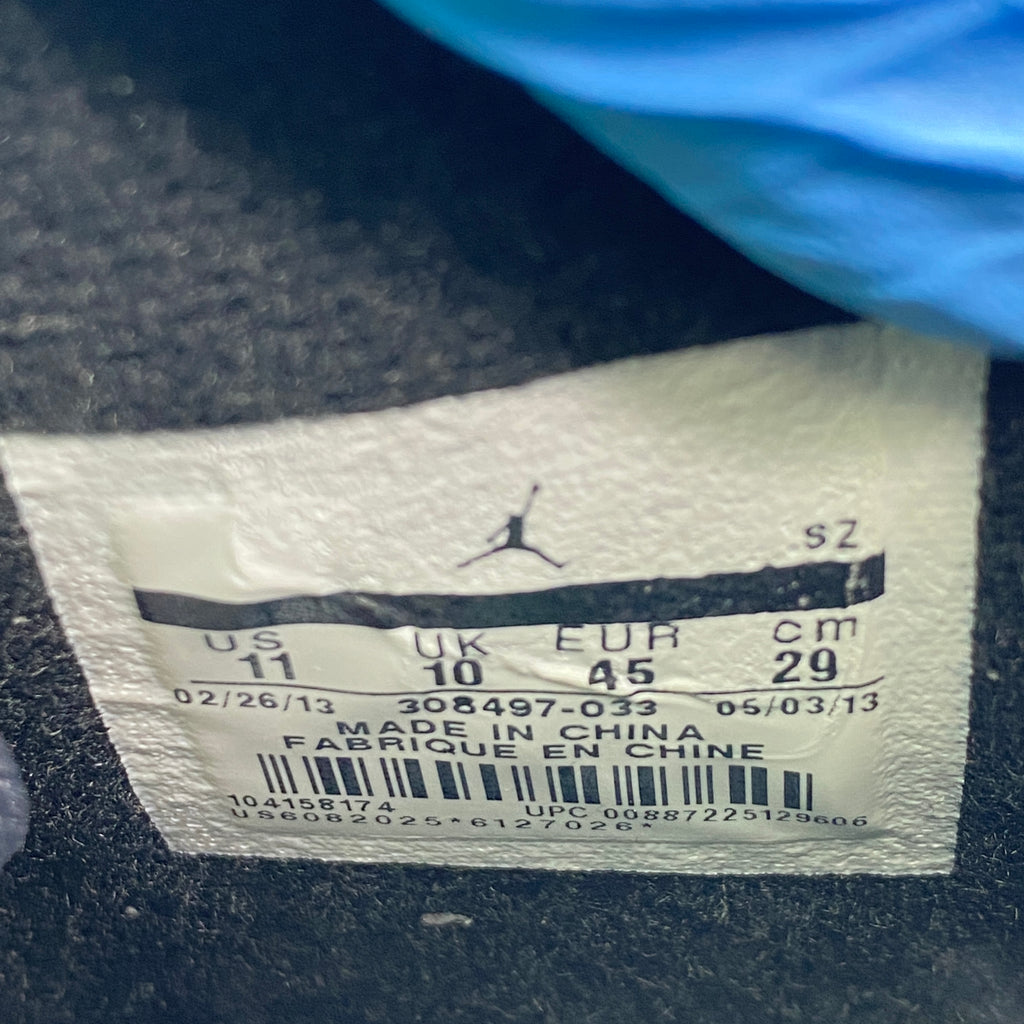 SZ
US UK EUR cm
11 10 45 29
02/26/13 308497-033 05/03/13
MADE IN CHINA
FABRIQUE EN CHINE
104158174 UPC 00887225129606
US6082025*6127026*